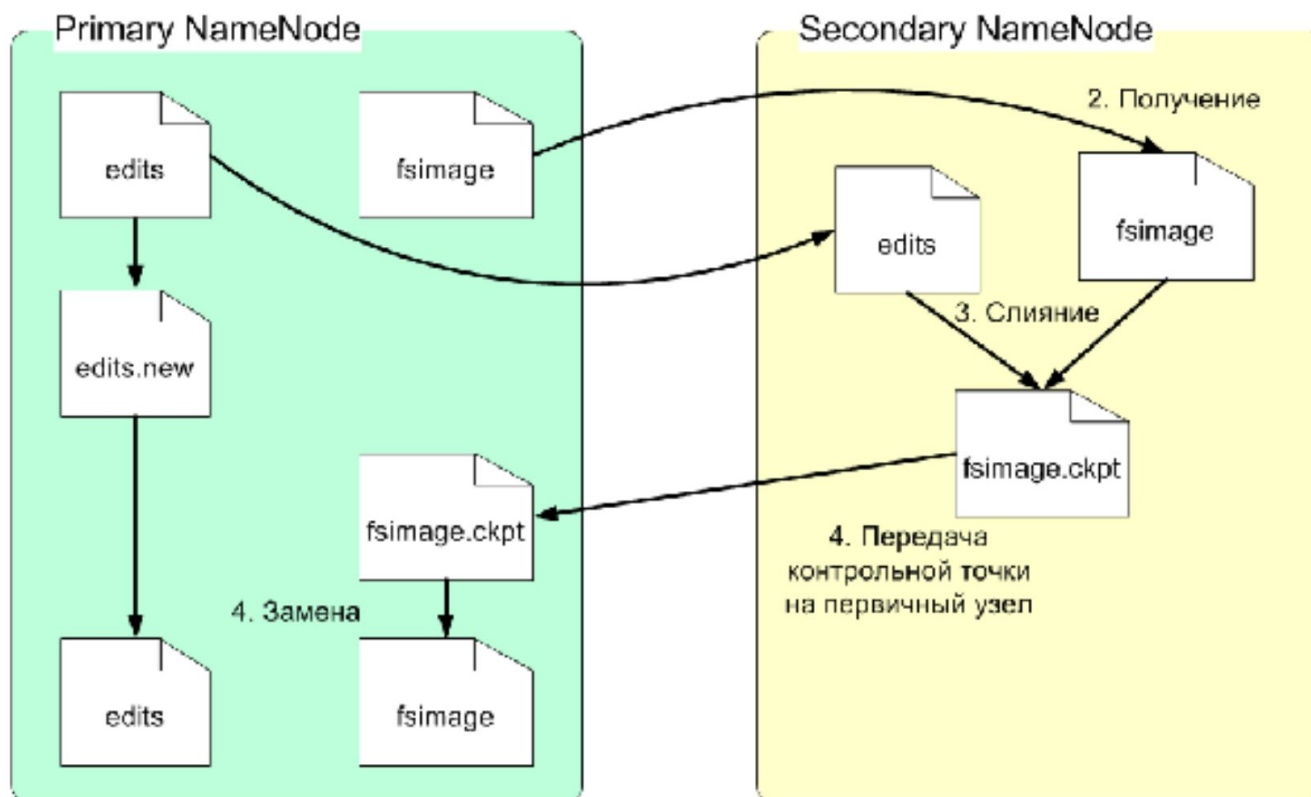 Primary NameNode
Secondary NameNode
edits
fsimage
2. Получение
edits
fsimage
edits.new
3. Слияние
fsimage.ckpt
fsimage.ckpt
4. Передача
контрольной точки
на первичный узел
4. Замена
edits
fsimage